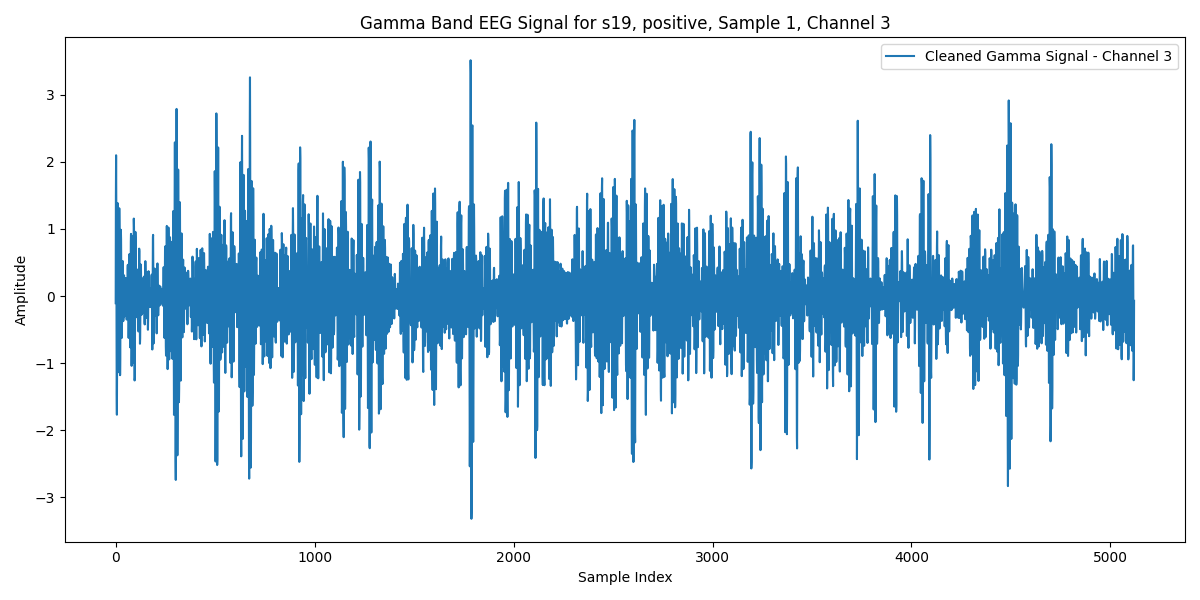 Gamma Band EEG Signal for s19, positive, Sample 1, Channel 3
Cleaned Gamma Signal - Channel 3
Amplitude
3
2
1
0
−1
−2
−3
0 1000 2000 3000 4000 5000
Sample Index